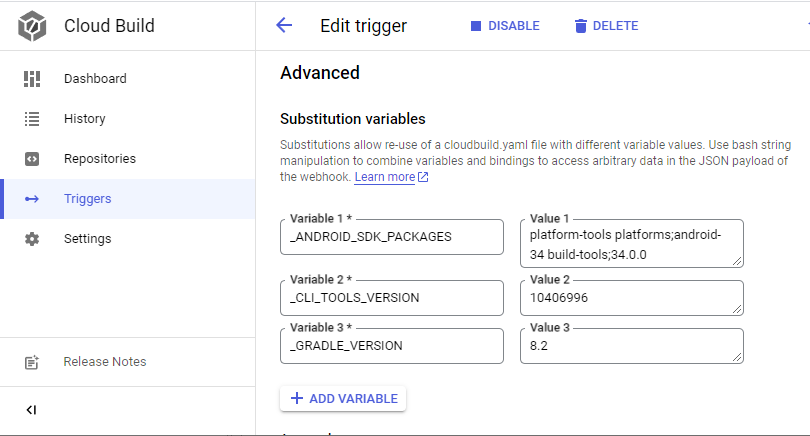 Cloud Build
Edit trigger
DISABLE
DELETE
Dashboard
History
Repositories
Triggers
Settings
Release Notes
Advanced
Substitution variables
Substitutions allow re-use of a cloudbuild.yaml file with different variable values. Use bash string
manipulation to combine variables and bindings to access arbitrary data in the JSON payload of
the webhook. Learn more
Variable 1 *
_ANDROID_SDK_PACKAGES
Value 1
platform-tools platforms;android-
34 build-tools;34.0.0
Variable 2 *
_CLI_TOOLS_VERSION
Value 2
10406996
Variable 3 *
_GRADLE_VERSION
Value 3
8.2
ADD VARIABLE